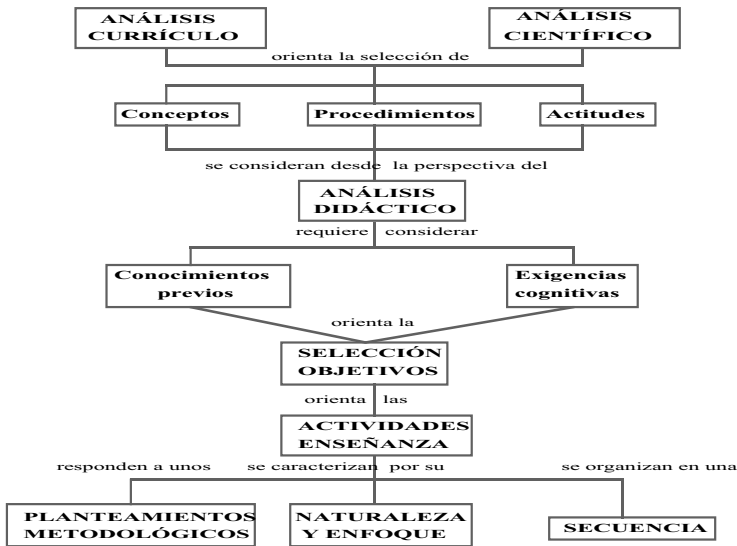 ANÁLISIS
CURRÍCULO
ANÁLISIS
CIENTÍFICO
orienta la selección de
Conceptos
Procedimientos
Actitudes
se consideran desde la perspectiva del
ANÁLISIS
DIDÁCTICO
requiere considerar
Conocimientos
previos
Exigencias
cognitivas
orienta la
SELECCIÓN
OBJETIVOS
orienta las
ACTIVIDADES
ENSEÑANZA
responden a unos
se caracterizan por su
se organizan en una
PLANTEAMIENTOS
METODOLÓGICOS
NATURALEZA
Y ENFOQUE
SECUENCIA